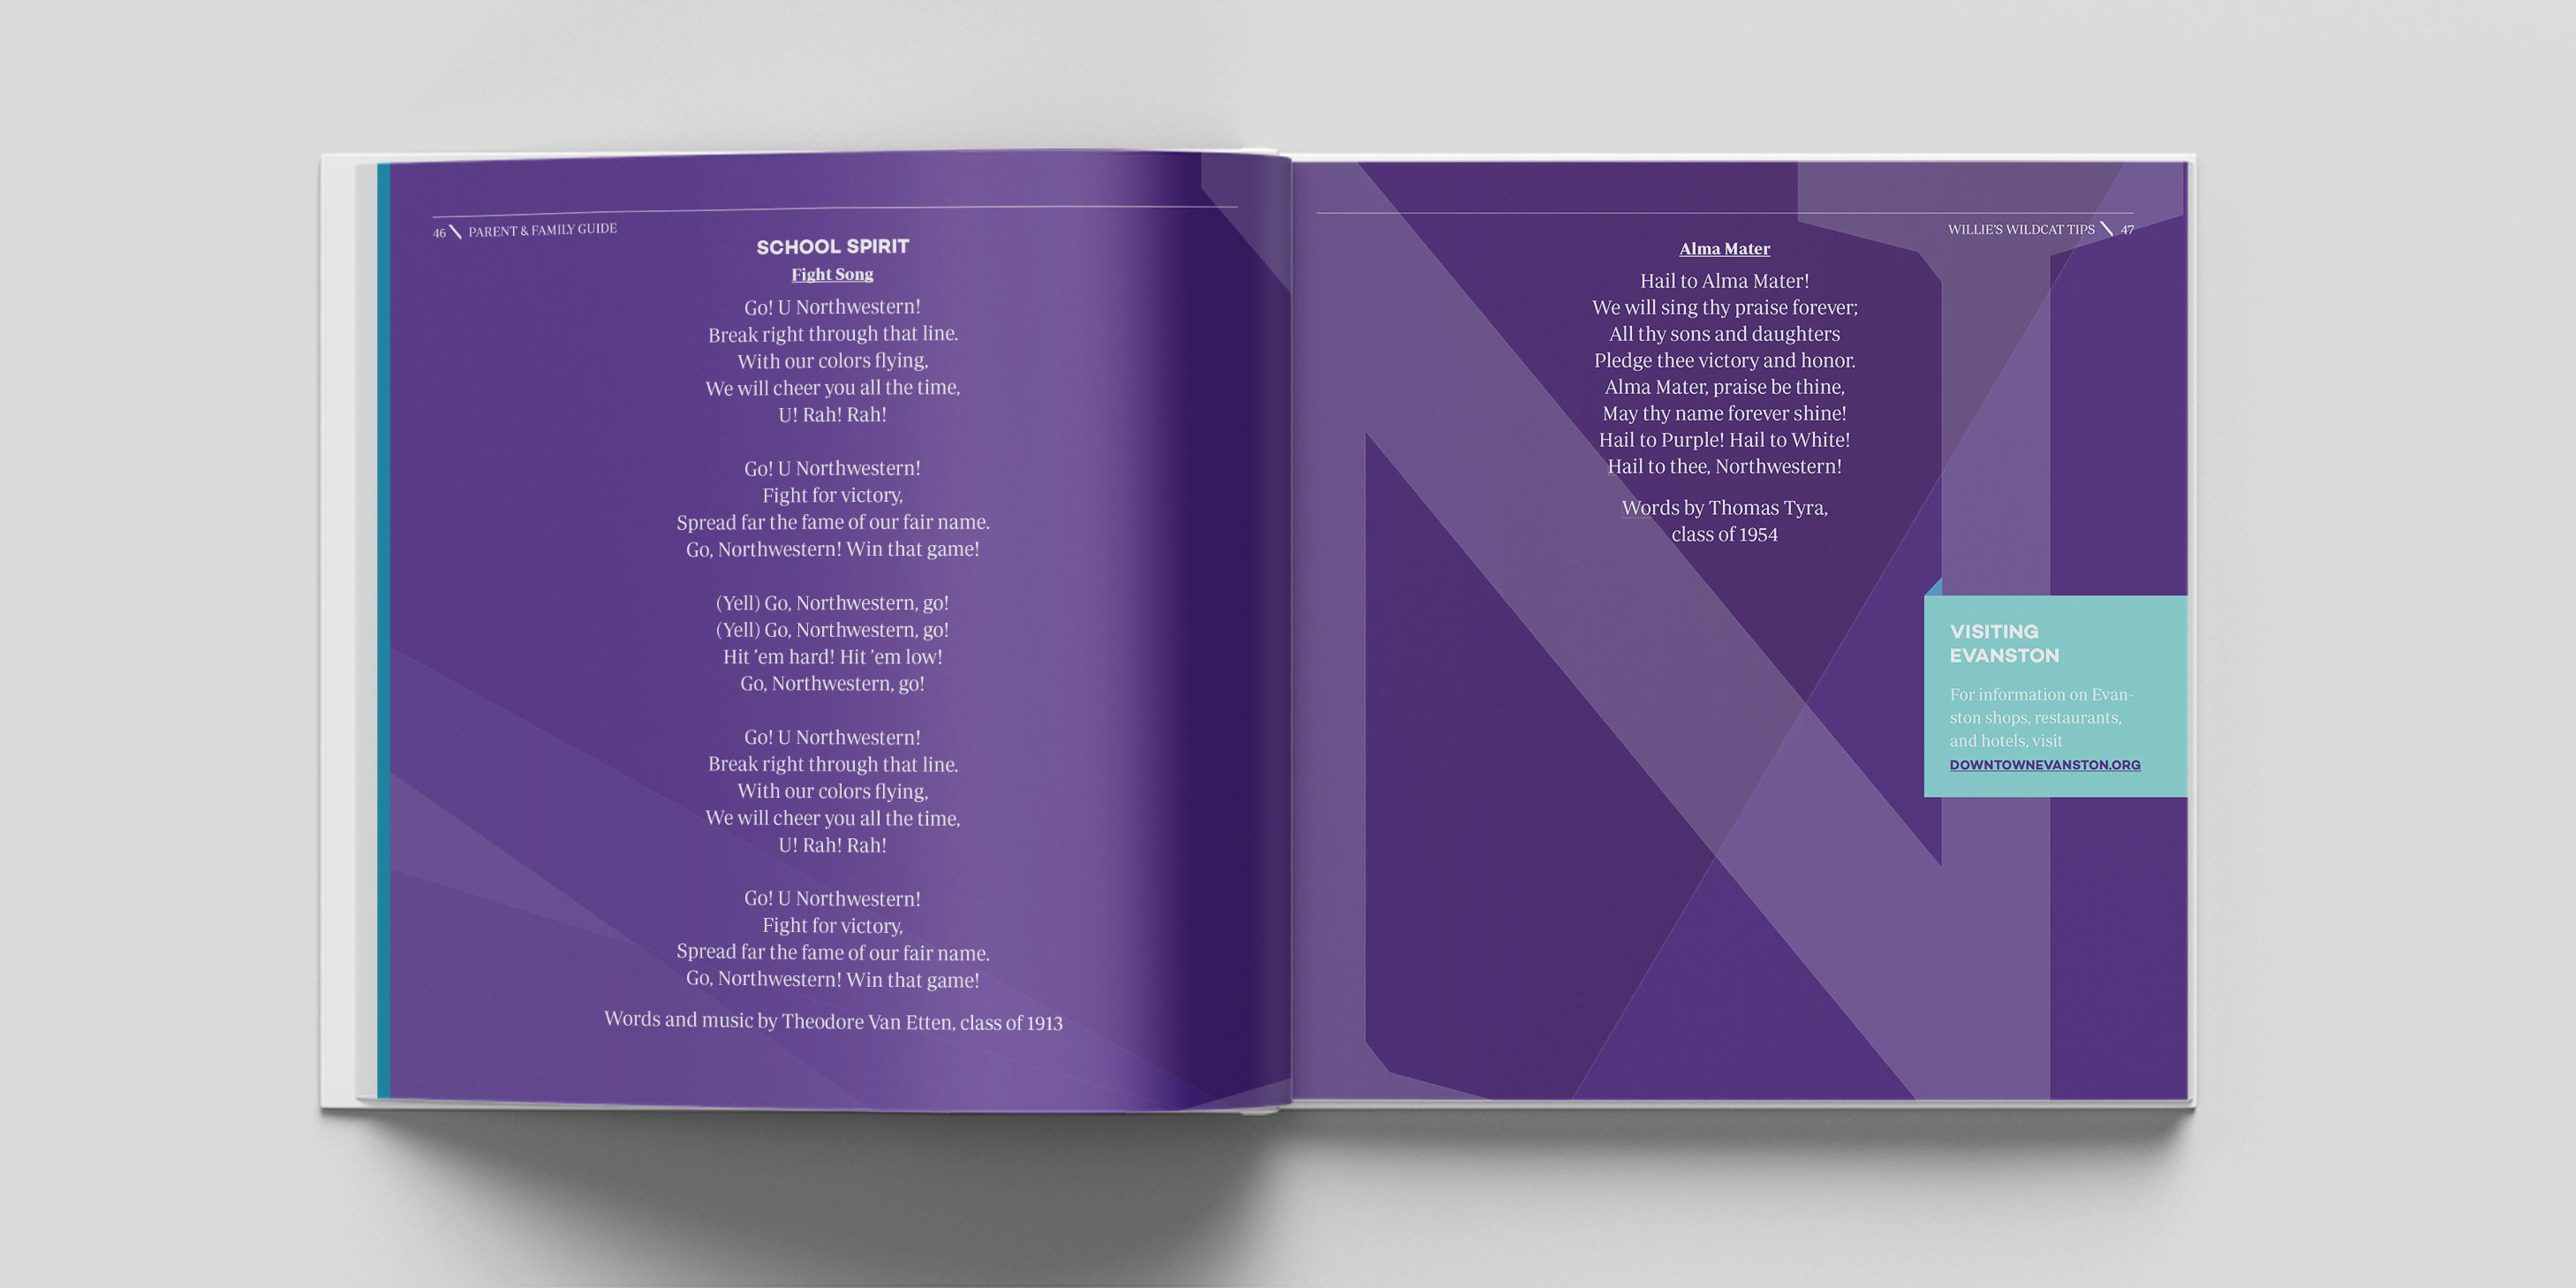 46 \ PARENT & FAMILY GUIDE
SCHOOL SPIRIT
Fight Song
Go! U Northwestern!
Break right through that line.
With our colors flying,
We will cheer you all the time,
U! Rah! Rah!
Go! U Northwestern!
Fight for victory,
Spread far the fame of our fair name.
Go, Northwestern! Win that game!
(Yell) Go, Northwestern, go!
(Yell) Go, Northwestern, go!
Hit ’em hard! Hit ’em low!
Go, Northwestern, go!
Go! U Northwestern!
Break right through that line.
With our colors flying,
We will cheer you all the time,
U! Rah! Rah!
Go! U Northwestern!
Fight for victory,
Spread far the fame of our fair name.
Go, Northwestern! Win that game!
Words and music by Theodore Van Etten, class of 1913
WILLIE'S WILDCAT TIPS \ 47
Alma Mater
Hail to Alma Mater!
We will sing thy praise forever;
All thy sons and daughters
Pledge thee victory and honor.
Alma Mater, praise be thine,
May thy name forever shine!
Hail to Purple! Hail to White!
Hail to thee, Northwestern!
Words by Thomas Tyra,
class of 1954
VISITING
EVANSTON
For information on Evan-
ston shops, restaurants,
and hotels, visit
DOWNTOWNEVANSTON.ORG